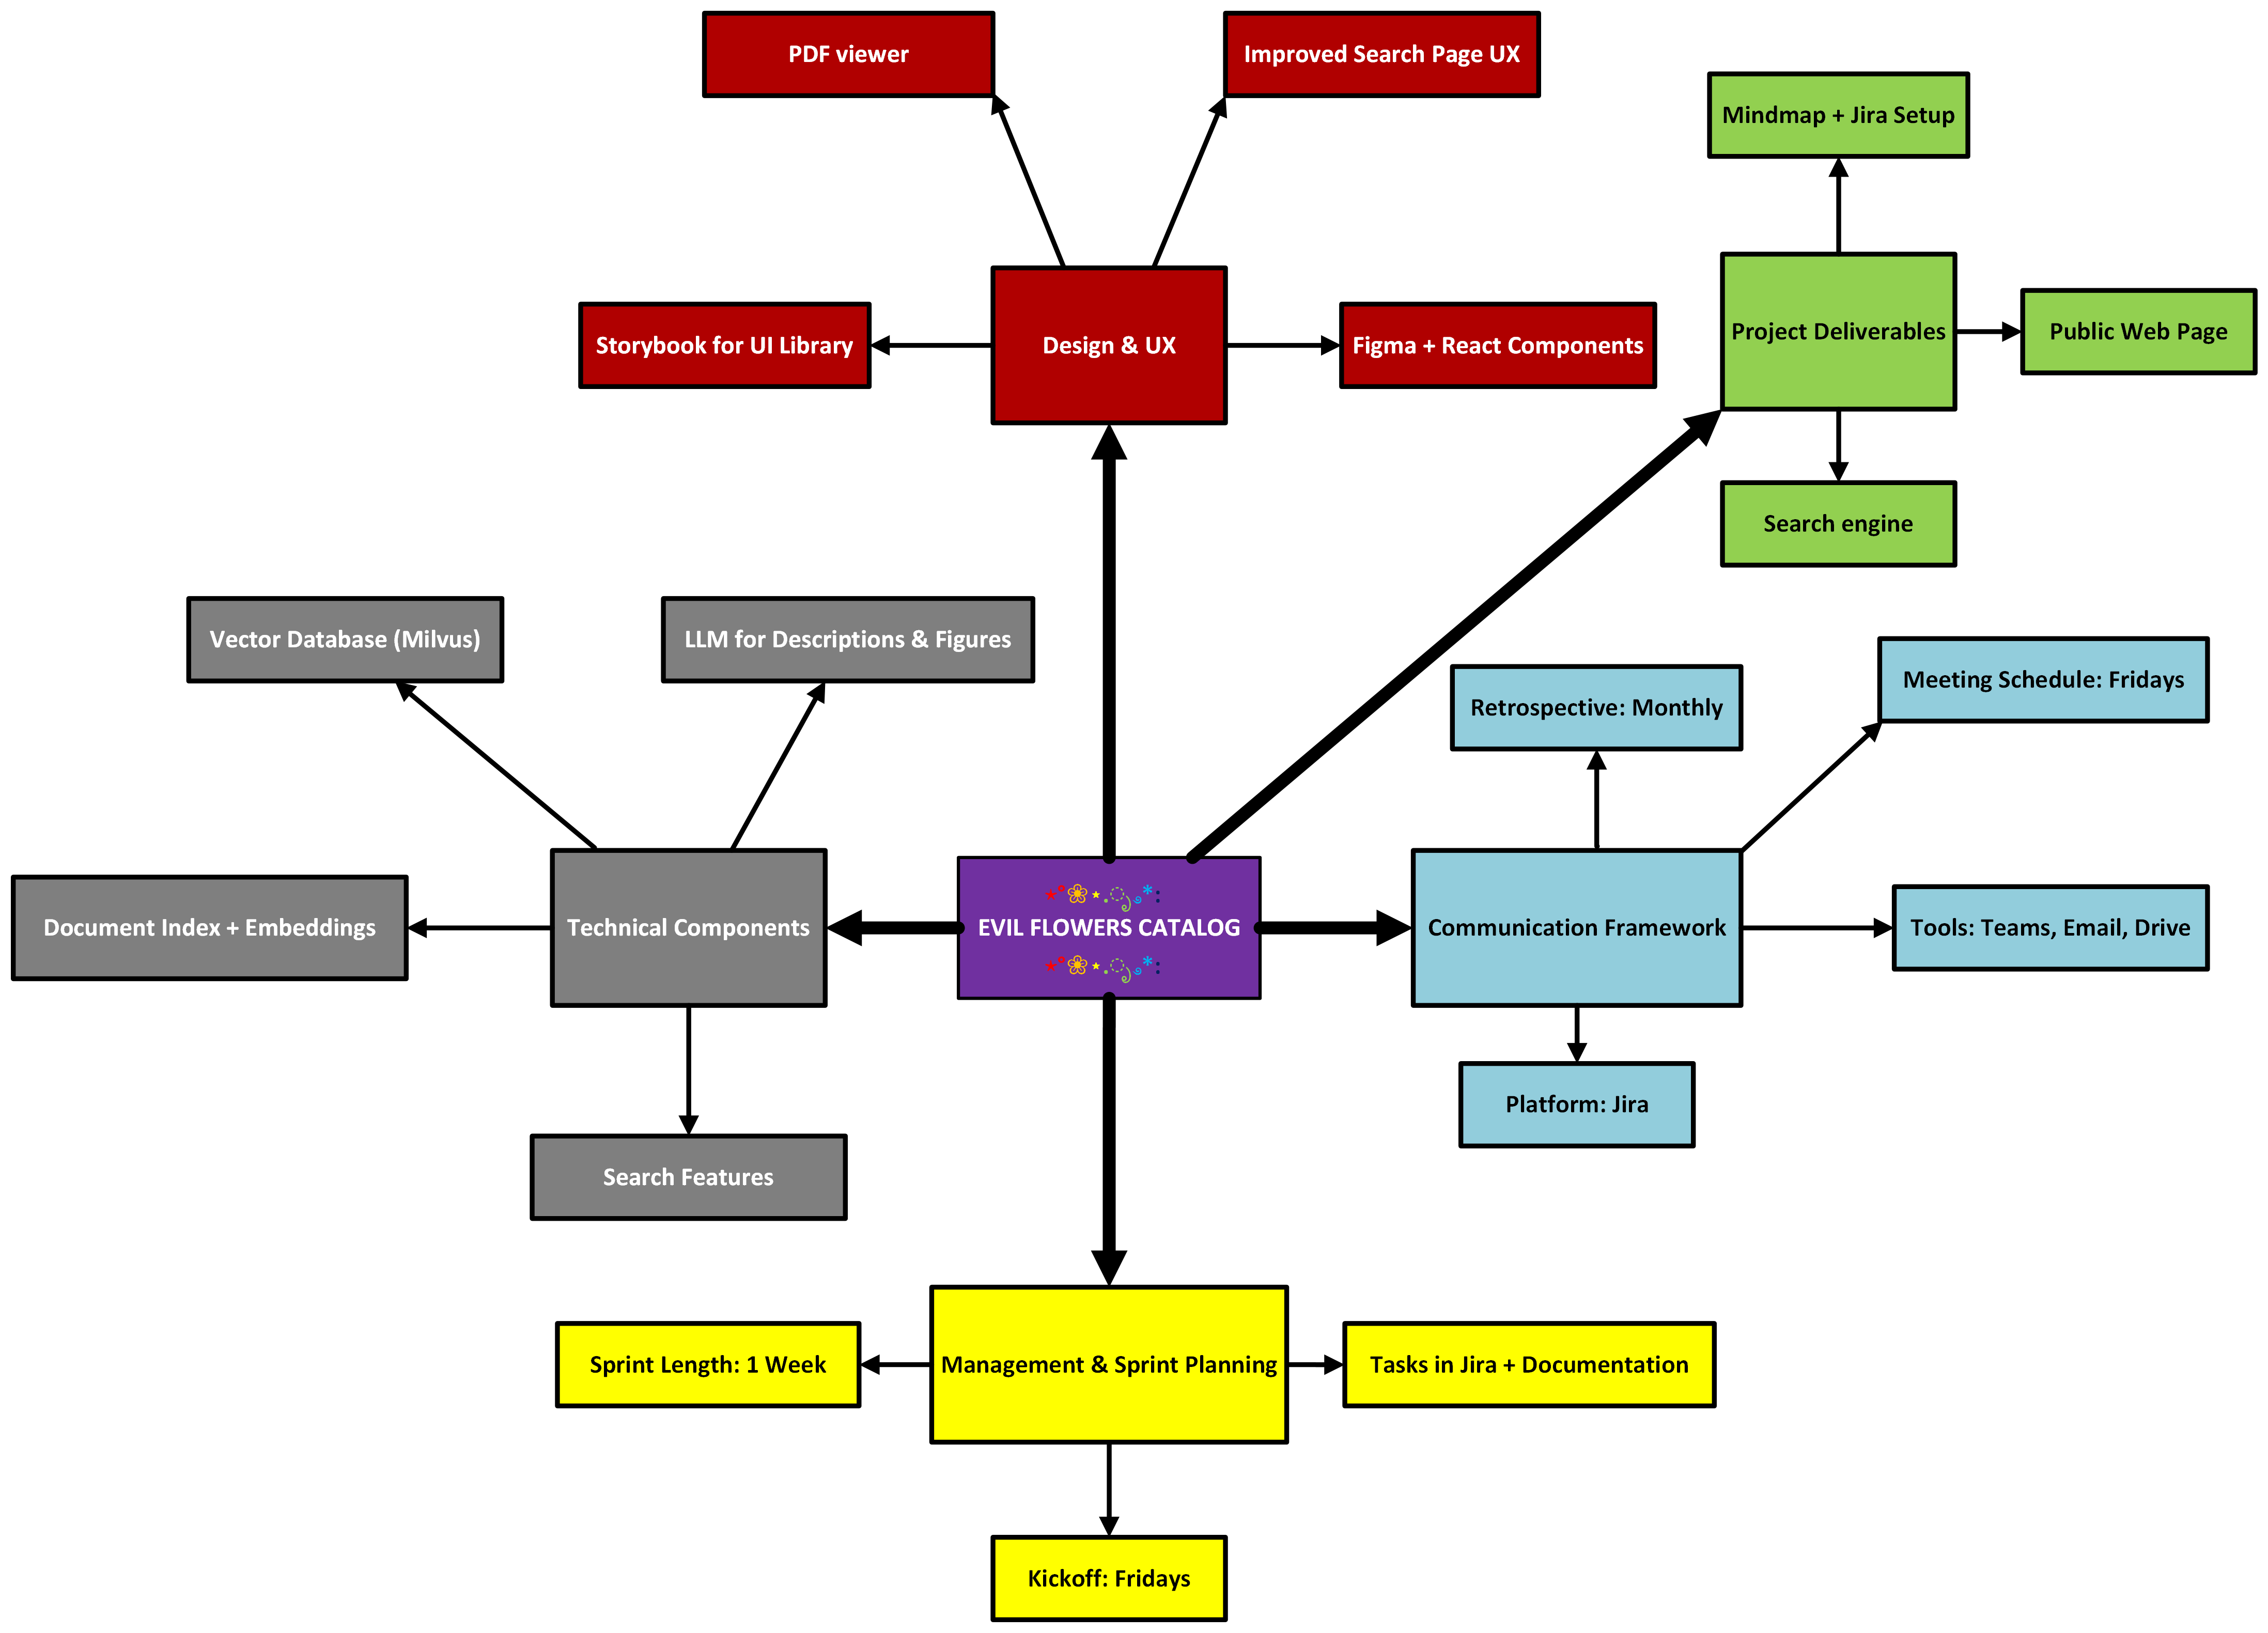 PDF viewer
Improved Search Page UX
Mindmap + Jira Setup
Storybook for UI Library
Design & UX
Figma + React Components
Project Deliverables
Public Web Page
Search engine
Vector Database (Milvus)
LLM for Descriptions & Figures
Retrospective: Monthly
Meeting Schedule: Fridays
Document Index + Embeddings
Technical Components
EVIL FLOWERS CATALOG
Communication Framework
Tools: Teams, Email, Drive
Platform: Jira
Search Features
Sprint Length: 1 Week
Management & Sprint Planning
Tasks in Jira + Documentation
Kickoff: Fridays